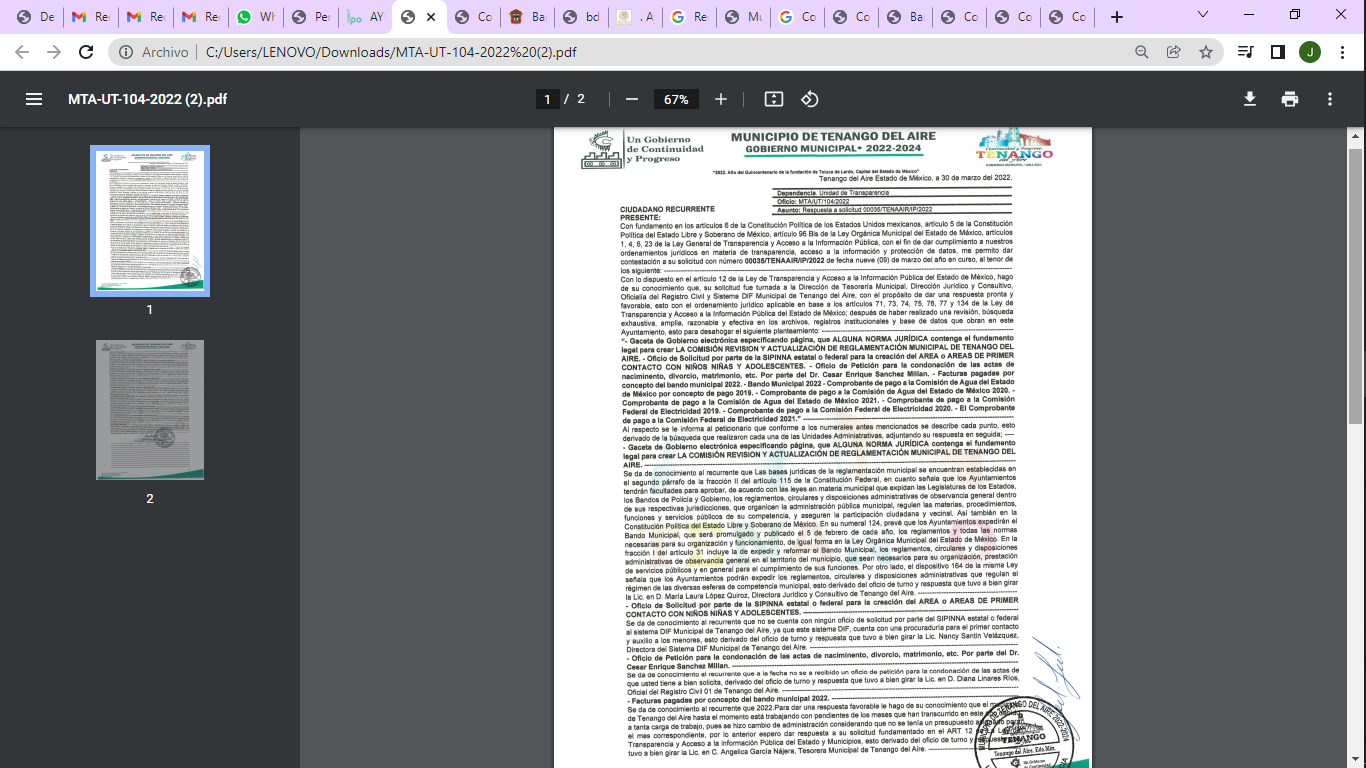 De
Rec
Rec
Rec
Wh
Per
AY
Co
Ba
bd
. A
Re
Mu
Co
Co
Ba
Co
Co
Co
Archivo
C:/Users/LENOVO/Downloads/MTA-UT-104-2022%20(2).pdf
J
MTA-UT-104-2022 (2).pdf
1 / 2
67%
1
2
Un Gobierno
de Continuidad
y Progreso
MUNICIPIO DE TENANGO DEL AIRE
GOBIERNO MUNICIPAL• 2022-2024
Continuidad y Progreso
TENANGO
del Aire
GOBIERNO MUNICIPAL • 2022-2024
"2022. Año del Quincentenario de la fundación de Toluca de Lerdo, Capital del Estado de México"
Tenango del Aire Estado de México, a 30 de marzo del 2022.
Dependencia. Unidad de Transparencia
Oficio: MTA/UT/104/2022
Asunto: Respuesta a solicitud 00035/TENAAIR/IP/2022
CIUDADANO RECURRENTE
PRESENTE:
Con fundamento en los artículos 6 de la Constitución Política de los Estados Unidos mexicanos, artículo 5 de la Constitución
Política del Estado Libre y Soberano de México, artículo 96 Bis de la Ley Orgánica Municipal del Estado de México, artículos
1, 4, 6, 23 de la Ley General de Transparencia y Acceso a la Información Pública, con el fin de dar cumplimiento a nuestros
ordenamientos jurídicos en materia de transparencia, acceso a la información y protección de datos, me permito dar
contestación a su solicitud con número 00035/TENAAIR/IP/2022 de fecha nueve (09) de marzo del año en curso, al tenor de
los siguiente:
Con lo dispuesto en el artículo 12 de la Ley de Transparencia y Acceso a la Información Pública del Estado de México, hago
de su conocimiento que, su solicitud fue turnada a la Dirección de Tesorería Municipal, Dirección Jurídico y Consultivo,
Oficialía del Registro Civil y Sistema DIF Municipal de Tenango del Aire, con el propósito de dar una respuesta pronta y
favorable, esto con el ordenamiento jurídico aplicable en base a los artículos 71, 73, 74, 75, 76, 77 y 134 de la Ley de
Transparencia y Acceso a la Información Pública del Estado de México; después de haber realizado una revisión, búsqueda
exhaustiva, amplia, razonable y efectiva en los archivos, registros institucionales y base de datos que obran en este
Ayuntamiento, esto para desahogar el siguiente planteamiento:
"- Gaceta de Gobierno electrónica especificando página, que ALGUNA NORMA JURÍDICA contenga el fundamento
legal para crear LA COMISIÓN REVISION Y ACTUALIZACIÓN DE REGLAMENTACIÓN MUNICIPAL DE TENANGO DEL
AIRE. - Oficio de Solicitud por parte de la SIPINNA estatal o federal para la creación del AREA o AREAS DE PRIMER
CONTACTO CON NIÑOS NIÑAS Y ADOLESCENTES. - Oficio de Petición para la condonación de las actas de
nacimiento, divorcio, matrimonio, etc. Por parte del Dr. Cesar Enrique Sanchez Millan. - Facturas pagadas por
concepto del bando municipal 2022. - Bando Municipal 2022 - Comprobante de pago a la Comisión de Agua del Estado
de México por concepto de pago 2019. - Comprobante de pago a la Comisión de Agua del Estado de México 2020. -
Comprobante de pago a la Comisión de Agua del Estado de México 2021. - Comprobante de pago a la Comisión
Federal de Electricidad 2019. - Comprobante de pago a la Comisión Federal de Electricidad 2020. - El Comprobante
de pago a la Comisión Federal de Electricidad 2021."
Al respecto se le informa al peticionario que conforme a los numerales antes mencionados se describe cada punto, esto
derivado de la búsqueda que realizaron cada una de las Unidades Administrativas, adjuntando su respuesta en seguida; ----
- Gaceta de Gobierno electrónica especificando página, que ALGUNA NORMA JURÍDICA contenga el fundamento
legal para crear LA COMISIÓN REVISION Y ACTUALIZACIÓN DE REGLAMENTACIÓN MUNICIPAL DE TENANGO DEL
AIRE.
Se da de conocimiento al recurrente que Las bases jurídicas de la reglamentación municipal se encuentran establecidas en
el segundo párrafo de la fracción II del artículo 115 de la Constitución Federal, en cuanto señala que los Ayuntamientos
tendrán facultades para aprobar, de acuerdo con las leyes en materia municipal que expidan las Legislaturas de los Estados,
los Bandos de Policía y Gobierno, los reglamentos, circulares y disposiciones administrativas de observancia general dentro
de sus respectivas jurisdicciones, que organicen la administración pública municipal, regulen las materias, procedimientos,
funciones y servicios públicos de su competencia, y aseguren la participación ciudadana y vecinal. Así también en la
Constitución Política del Estado Libre y Soberano de México. En su numeral 124, prevé que los Ayuntamientos expedirán el
Bando Municipal, que será promulgado y publicado el 5 de febrero de cada año, los reglamentos y todas las normas
necesarias para su organización y funcionamiento, de igual forma en la Ley Orgánica Municipal del Estado de México. En la
fracción I del artículo 31 incluye la de expedir y reformar el Bando Municipal, los reglamentos, circulares y disposiciones
administrativas de observancia general en el territorio del municipio, que sean necesarios para su organización, prestación
de servicios públicos y en general para el cumplimiento de sus funciones. Por otro lado, el dispositivo 164 de la misma Ley
señala que los Ayuntamientos podrán expedir los reglamentos, circulares y disposiciones administrativas que regulan el
régimen de las diversas esferas de competencia municipal, esto derivado del oficio de turno y respuesta que tuvo a bien girar
la Lic. en D. María Laura López Quiroz, Directora Jurídico y Consultivo de Tenango del Aire.
- Oficio de Solicitud por parte de la SIPINNA estatal o federal para la creación del AREA o AREAS DE PRIMER
CONTACTO CON NIÑOS NIÑAS Y ADOLESCENTES.
Se da de conocimiento al recurrente que no se cuenta con ningún oficio de solicitud por parte del SIPINNA estatal o federal
al sistema DIF Municipal de Tenango del Aire, ya que este sistema DIF, cuenta con una procuraduría para el primer contacto
y auxilio a los menores, esto derivado del oficio de turno y respuesta que tuvo a bien girar la Lic. Nancy Santin Velázquez,
Directora del Sistema DIF Municipal de Tenango del Aire.
- Oficio de Petición para la condonación de las actas de naciminento, divorcio, matrimonio, etc. Por parte del Dr.
Cesar Enrique Sanchez Millan.
Se da de conocimiento al recurrente que a la fecha no se a recibido un oficio de petición para la condonación de las actas de
que usted tiene a bien solicita, derivado del oficio de turno y respuesta que tuvo a bien girar la Lic. en D. Diana Linares Ríos,
Oficial del Registro Civil 01 de Tenango del Aire.
- Facturas pagadas por concepto del bando municipal 2022.
Se da de conocimiento al recurrente que 2022.Para dar una respuesta favorable le hago de su conocimiento que el
de Tenango del Aire hasta el momento está trabajando con pendientes de los meses que han transcurrido en este
a tanta carga de trabajo, pues se hizo cambio de administración considerando que no se tenía un presupuesto
el mes correspondiente, por lo anterior espero dar respuesta a su solicitud fundamentado en el ART 12
Transparencia y Acceso a la información Pública del Estado y Municipios, esto derivado del oficio de turno y
tuvo a bien girar la Lic. en C. Angelica García Nájera, Tesorera Municipal de Tenango del Aire.
MUNICIPIO DE TENANGO DEL AIRE 2022-2024
TENANGO
Tenango del Aire, Edo. Méx.
Un Gobierno
de Continuidad